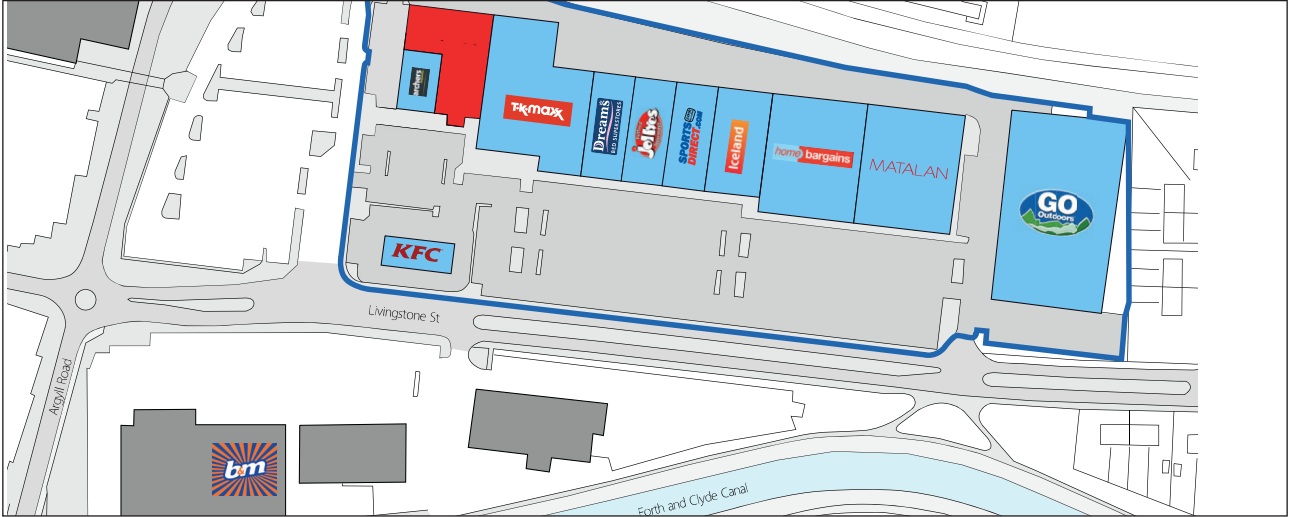 archers
TK maxx
Dreams
BED SUPERSTORES
Jollyes
SPORTS
DIRECT.COM
Iceland
home bargains
MATALAN
GO
Outdoors
KFC
Livingstone St
Argyll Road
b&m
Forth and Clyde Canal